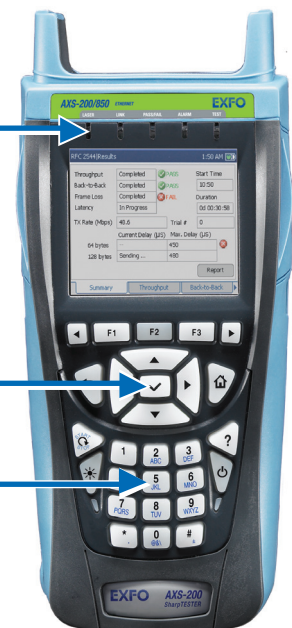 AXS-200/850 ETHERNET EXFO
LASER LINK PASS/FAIL ALARM TEST
RFC 2544|Results 1:50 AM
Throughput Completed PASS Start Time
Back-to-Back Completed PASS 10:50
Frame Loss Completed FAIL Duration
Latency In Progress 0d 00:30:58
TX Rate (Mbps) 48.6 Trial # 0
Current Delay (µS) Max. Delay (µS)
64 bytes - 450
128 bytes Sending ... 480
Report
Summary Throughput Back-to-Back
F1 F2 F3
1 2 ABC 3 DEF ?
5 JKL 6 MNO
7 PQRS 8 TUV 9 WXYZ
* 0 #
EXFO AXS-200
SharpTESTER